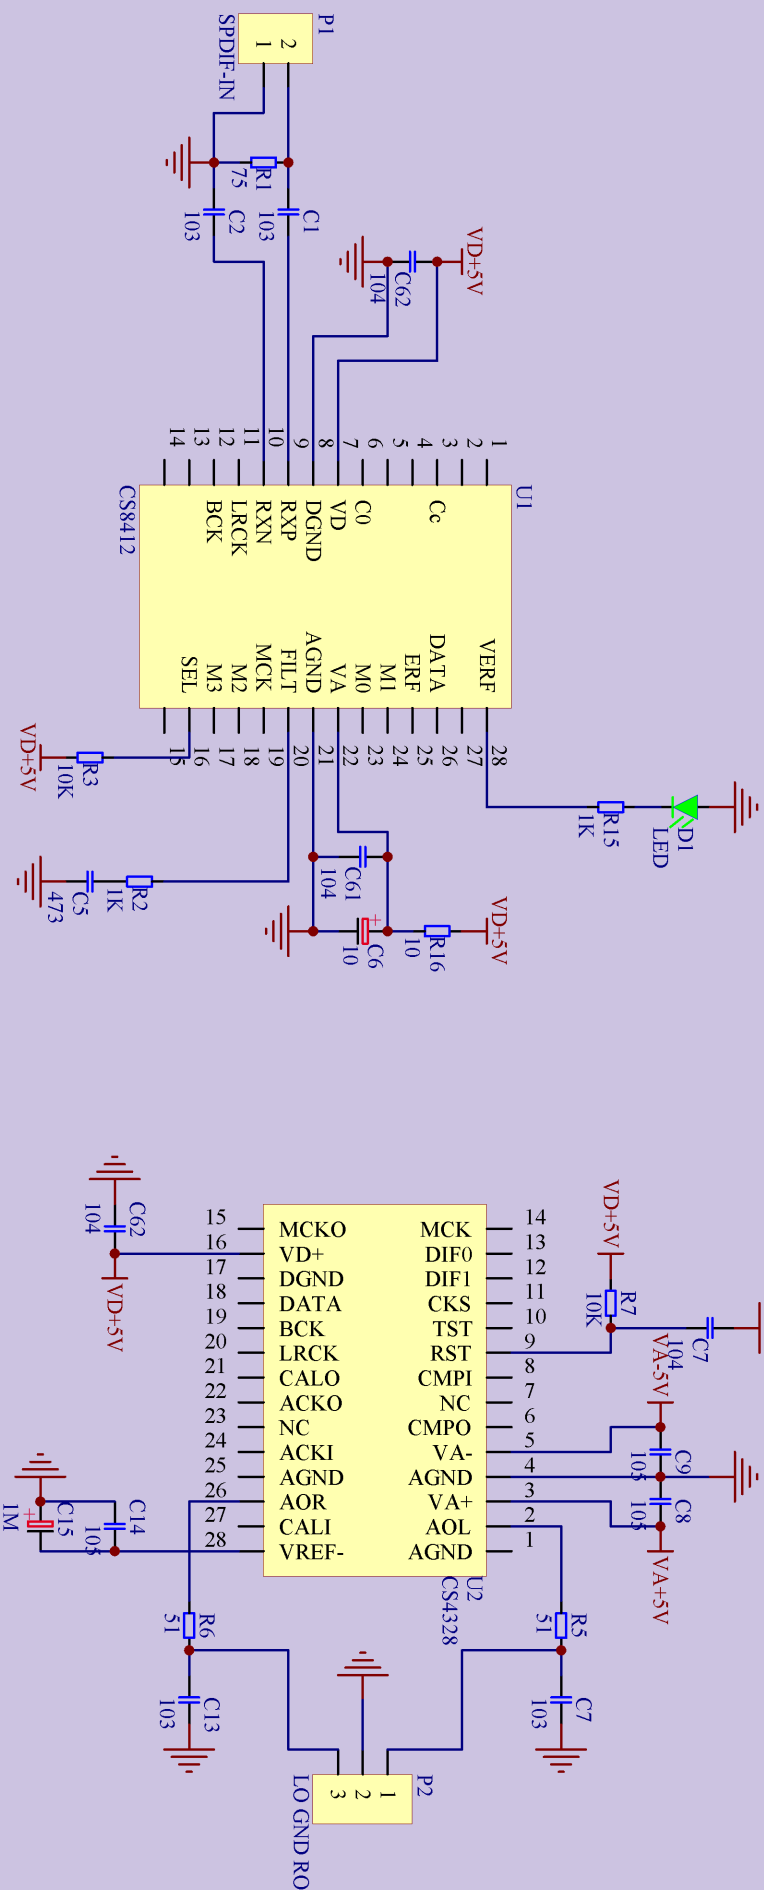 P1
2
1
SPDIF-IN
R1
75
C1
103
C2
103
VD+5V
C62
104
14
13
12
11
10
9
8
7
6
5
4
3
2
1
U1
CS8412
BCK
LRCK
RXN
RXP
DGND
VD
C0
Cc
SEL
M3
M2
MCK
FILT
AGND
VA
M0
M1
ERF
DATA
VERF
15
16
17
18
19
20
21
22
23
24
25
26
27
28
VD+5V
R3
10K
R15
1K
D1
LED
R2
1K
C5
473
C61
104
+
C6
10
R16
10
VD+5V
C62
104
VD+5V
15 MCKO MCK 14
16 VD+ DIF0 13
17 DGND DIF1 12
18 DATA CKS 11
19 BCK TST 10
20 LRCK RST 9
21 CALO CMPI 8
22 ACKO NC 7
23 NC CMPO 6
24 ACKI VA- 5
25 AGND AGND 4
26 AOR VA+ 3
27 CALI AOL 2
28 VREF- AGND 1
U2
CS4328
VD+5V
R7
10K
C7
104
VA-5V
C9
105
C8
105
VA+5V
C14
105
+
C15
1M
R6
51
C13
103
R5
51
C7
103
P2
1
2
3
LO GND RO